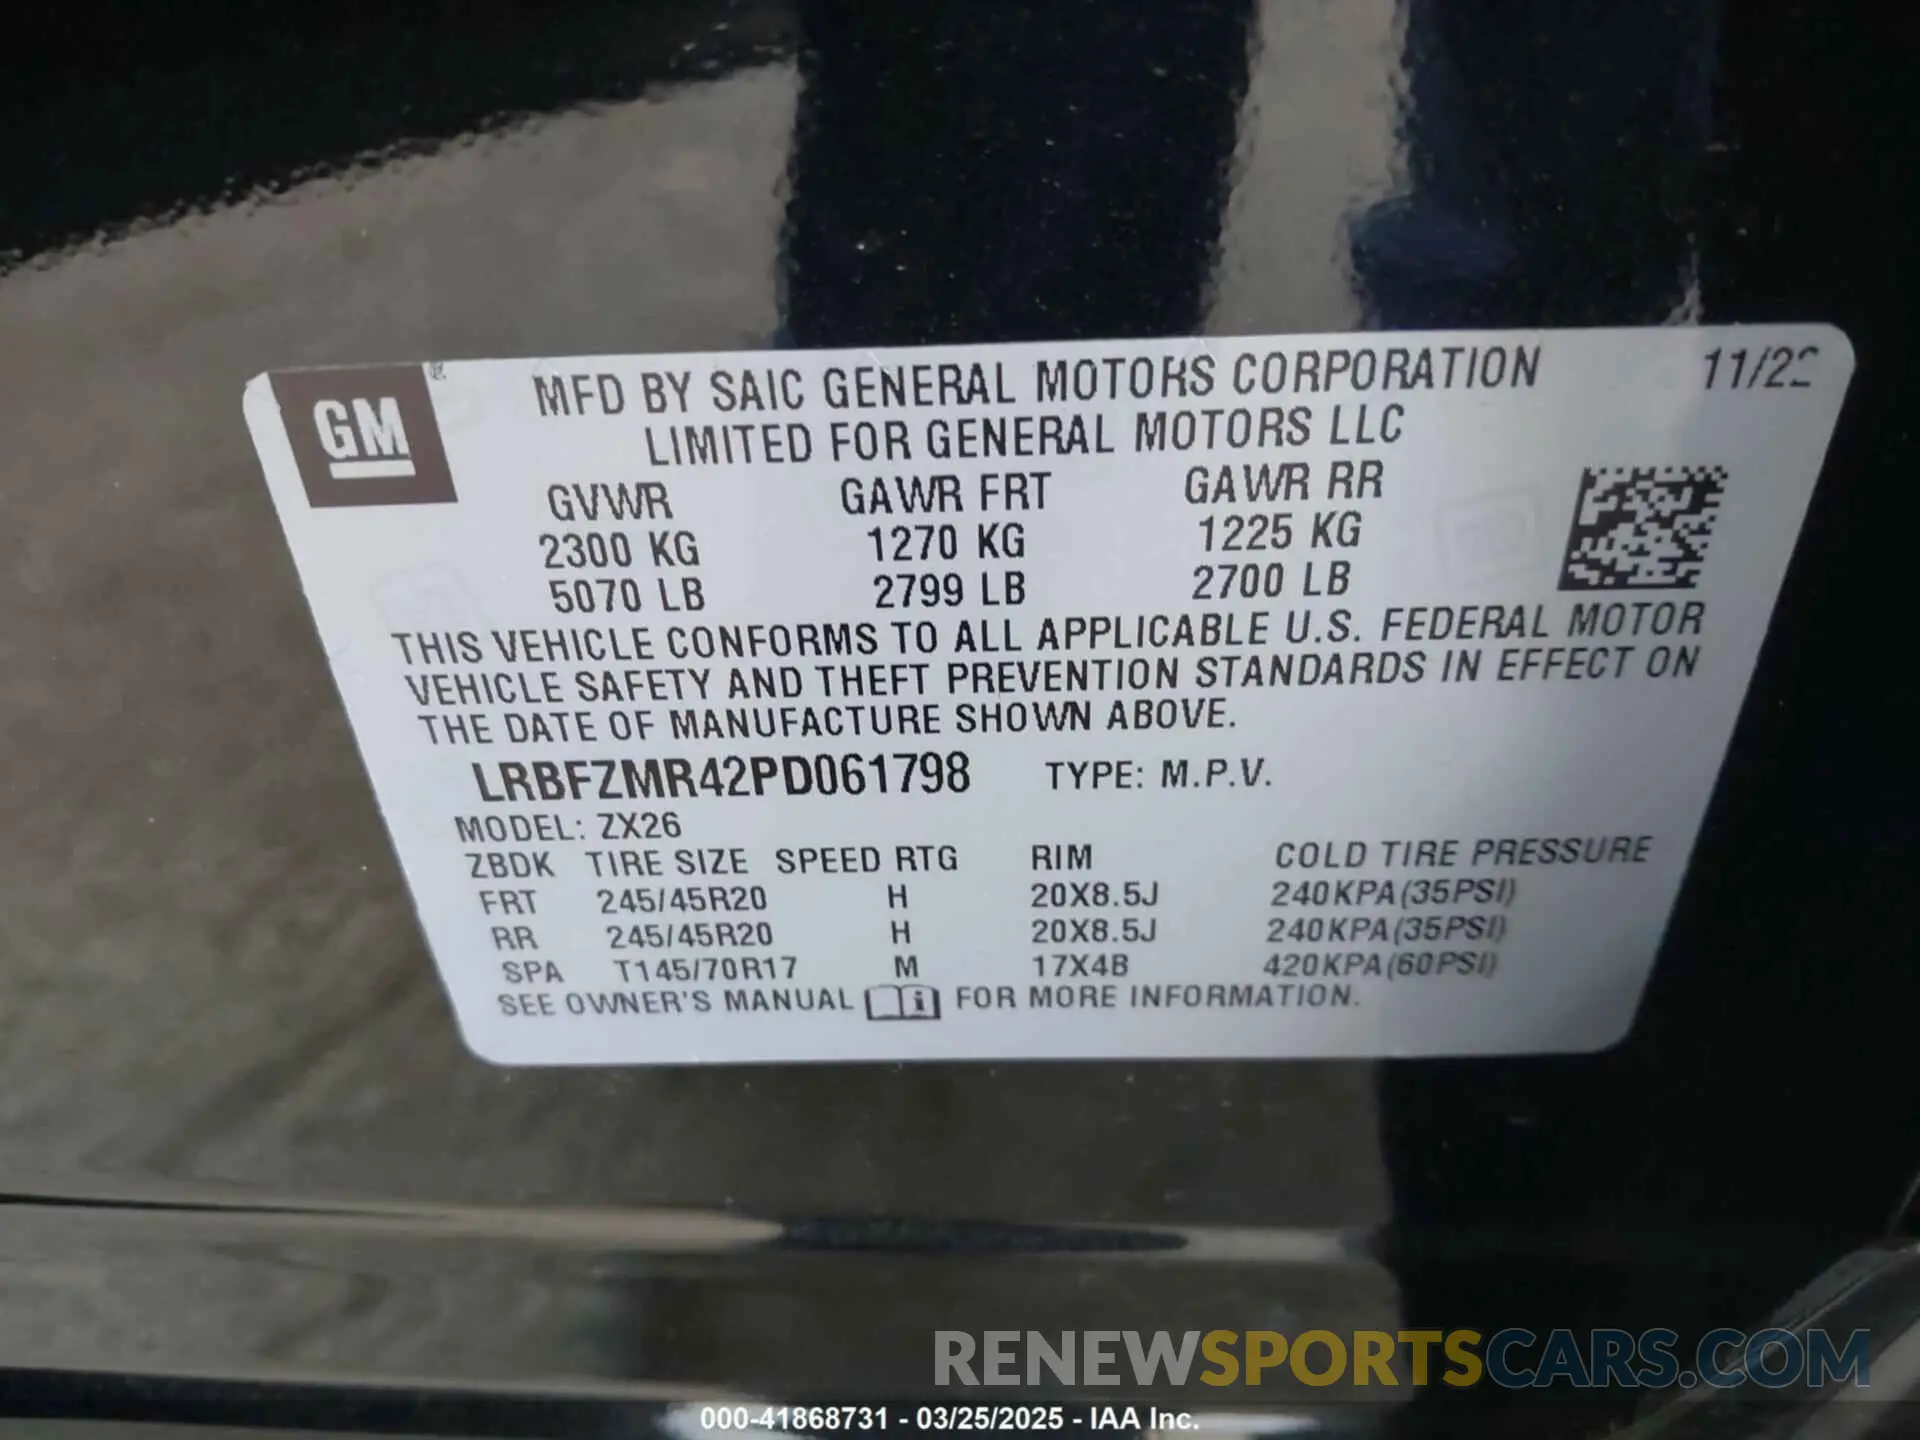 GM ®
MFD BY SAIC GENERAL MOTORS CORPORATION 11/22
LIMITED FOR GENERAL MOTORS LLC
GVWR GAWR FRT GAWR RR
2300 KG 1270 KG 1225 KG
5070 LB 2799 LB 2700 LB
THIS VEHICLE CONFORMS TO ALL APPLICABLE U.S. FEDERAL MOTOR
VEHICLE SAFETY AND THEFT PREVENTION STANDARDS IN EFFECT ON
THE DATE OF MANUFACTURE SHOWN ABOVE.
LRBFZMR42PD061798 TYPE: M.P.V.
MODEL: ZX26
ZBDK TIRE SIZE SPEED RTG RIM COLD TIRE PRESSURE
FRT 245/45R20 H 20X8.5J 240KPA(35PSI)
RR 245/45R20 H 20X8.5J 240KPA(35PSI)
SPA T145/70R17 M 17X4B 420KPA(60PSI)
SEE OWNER'S MANUAL i FOR MORE INFORMATION.
RENEWSPORTSCARS.COM
000-41868731 - 03/25/2025 - IAA Inc.